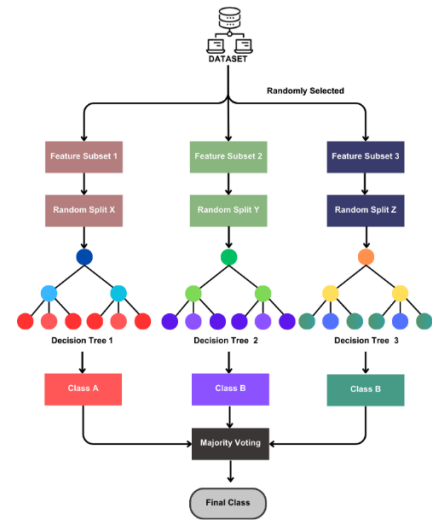 DATASET
Randomly Selected
Feature Subset 1
Feature Subset 2
Feature Subset 3
Random Split X
Random Split Y
Random Split Z
Decision Tree 1
Decision Tree 2
Decision Tree 3
Class A
Class B
Class B
Majority Voting
Final Class